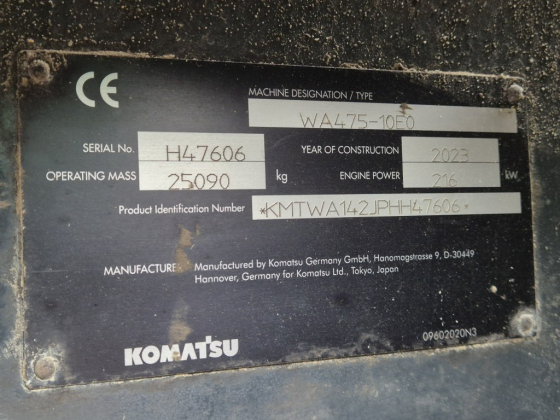 CE
MACHINE DESIGNATION / TYPE
WA475-10E0
SERIAL No. H47606 YEAR OF CONSTRUCTION 2023
OPERATING MASS 25090 kg ENGINE POWER 216 kW
Product Identification Number *KMTWA142JPHH47606*
MANUFACTURER Manufactured by Komatsu Germany GmbH, Hanomagstrasse 9, D-30449
Hannover, Germany for Komatsu Ltd., Tokyo, Japan
KOMATSU
09602020N3